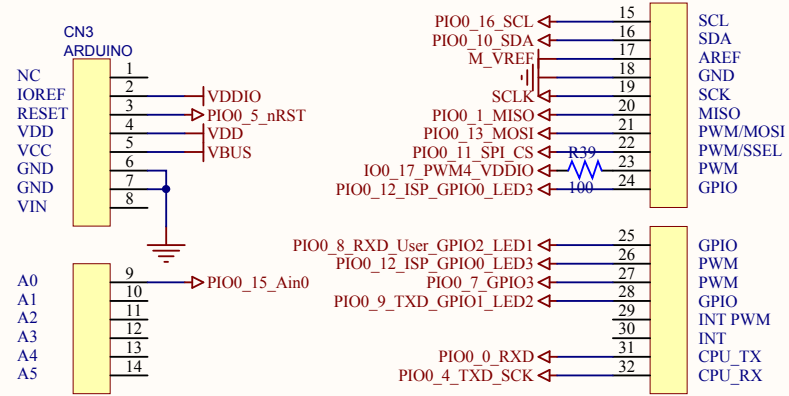 CN3
ARDUINO
NC 1
IOREF 2 VDDIO
RESET 3 PIO0_5_nRST
VDD 4 VDD
VCC 5 VBUS
GND 6
GND 7
VIN 8
A0 9 PIO0_15_Ain0
A1 10
A2 11
A3 12
A4 13
A5 14
PIO0_16_SCL 15 SCL
PIO0_10_SDA 16 SDA
M_VREF 17 AREF
18 GND
SCLK 19 SCK
PIO0_1_MISO 20 MISO
PIO0_13_MOSI 21 PWM/MOSI
PIO0_11_SPI_CS 22 PWM/SSEL
R39
IO0_17_PWM4_VDDIO 23 PWM
100
PIO0_12_ISP_GPIO0_LED3 24 GPIO
PIO0_8_RXD_User_GPIO2_LED1 25 GPIO
PIO0_12_ISP_GPIO0_LED3 26 PWM
PIO0_7_GPIO3 27 PWM
PIO0_9_TXD_GPIO1_LED2 28 GPIO
29 INT PWM
30 INT
PIO0_0_RXD 31 CPU_TX
PIO0_4_TXD_SCK 32 CPU_RX